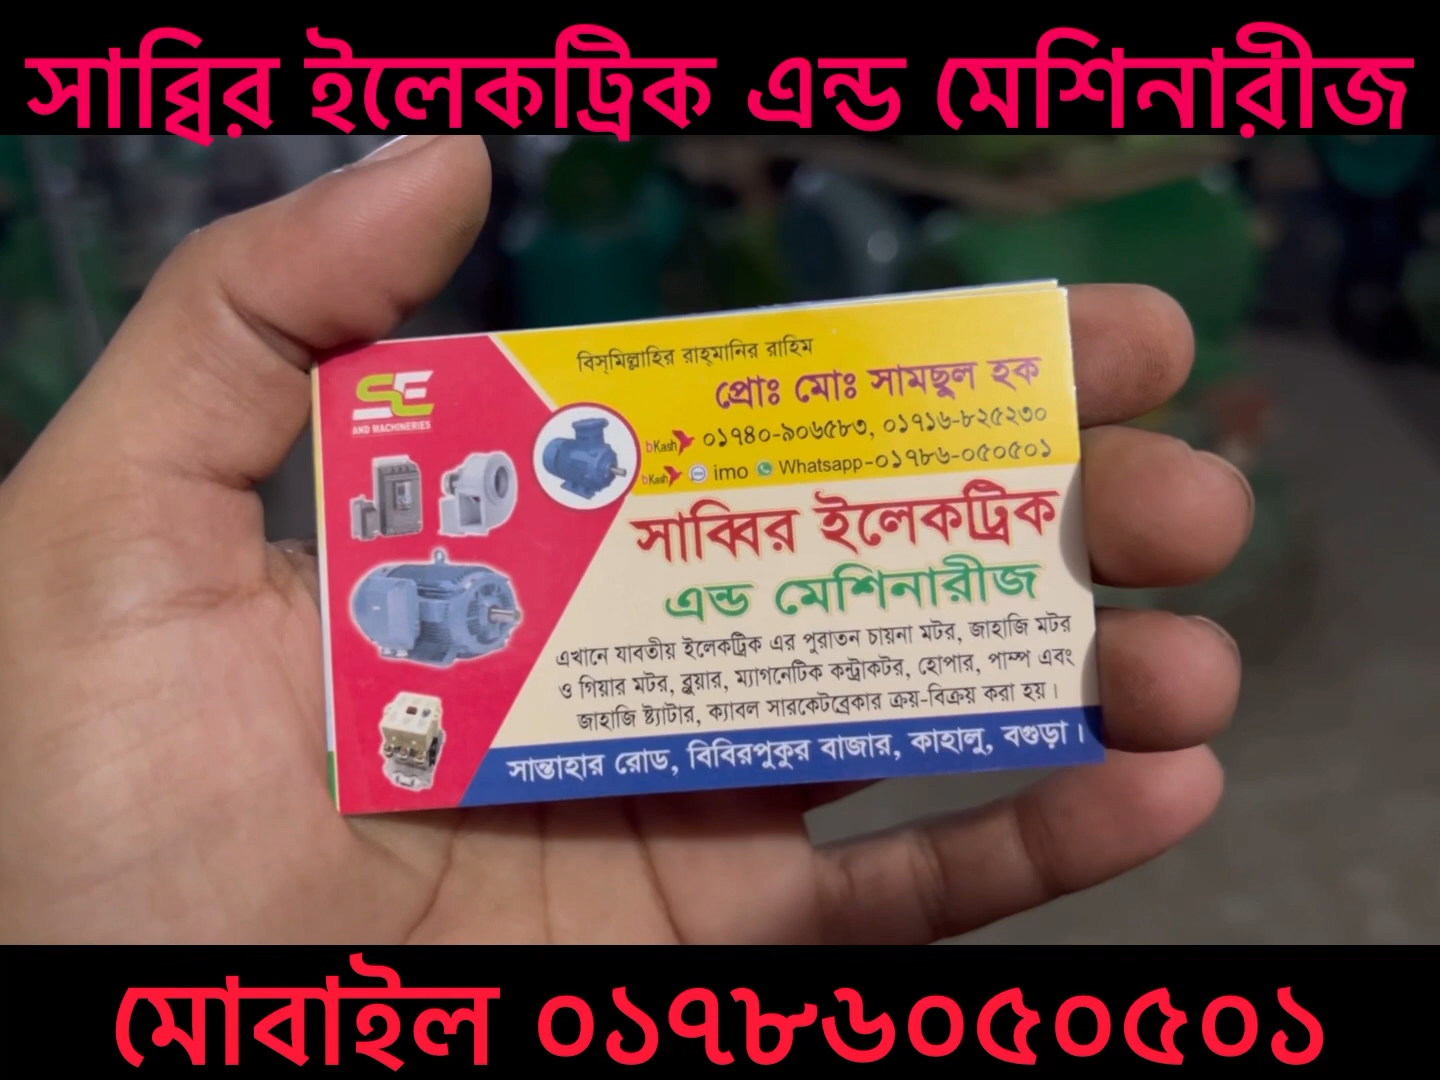 সাব্বির ইলেকট্রিক এন্ড মেশিনারীজ
SE
AND MACHINERIES
বিস্‌মিল্লাহির রাহ্‌মানির রাহিম
প্রোঃ মোঃ সামছুল হক
bKash ০১৭৪০-৯০৬৫৮৩, ০১৭১৬-৮২৫২৩০
bKash imo Whatsapp-০১৭৮৬-০৫০৫০১
সাব্বির ইলেকট্রিক
এন্ড মেশিনারীজ
এখানে যাবতীয় ইলেকট্রিক এর পুরাতন চায়না মটর, জাহাজি মটর
ও গিয়ার মটর, ব্লুয়ার, ম্যাগনেটিক কন্ট্রাকটর, হোপার, পাম্প এবং
জাহাজি ষ্ট্যাটার, ক্যাবল সারকেটব্রেকার ক্রয়-বিক্রয় করা হয়।
সান্তাহার রোড, বিবিরপুকুর বাজার, কাহালু, বগুড়া।
মোবাইল ০১৭৮৬০৫০৫০১